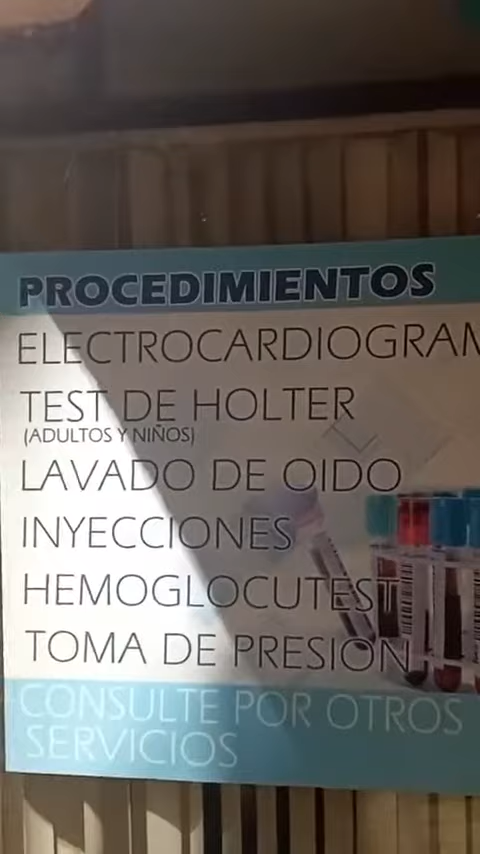 PROCEDIMIENTOS
ELECTROCARDIOGRAM
TEST DE HOLTER
(ADULTOS Y NIÑOS)
LAVADO DE OIDO
INYECCIONES
HEMOGLOCUTEST
TOMA DE PRESION
CONSULTE POR OTROS
SERVICIOS